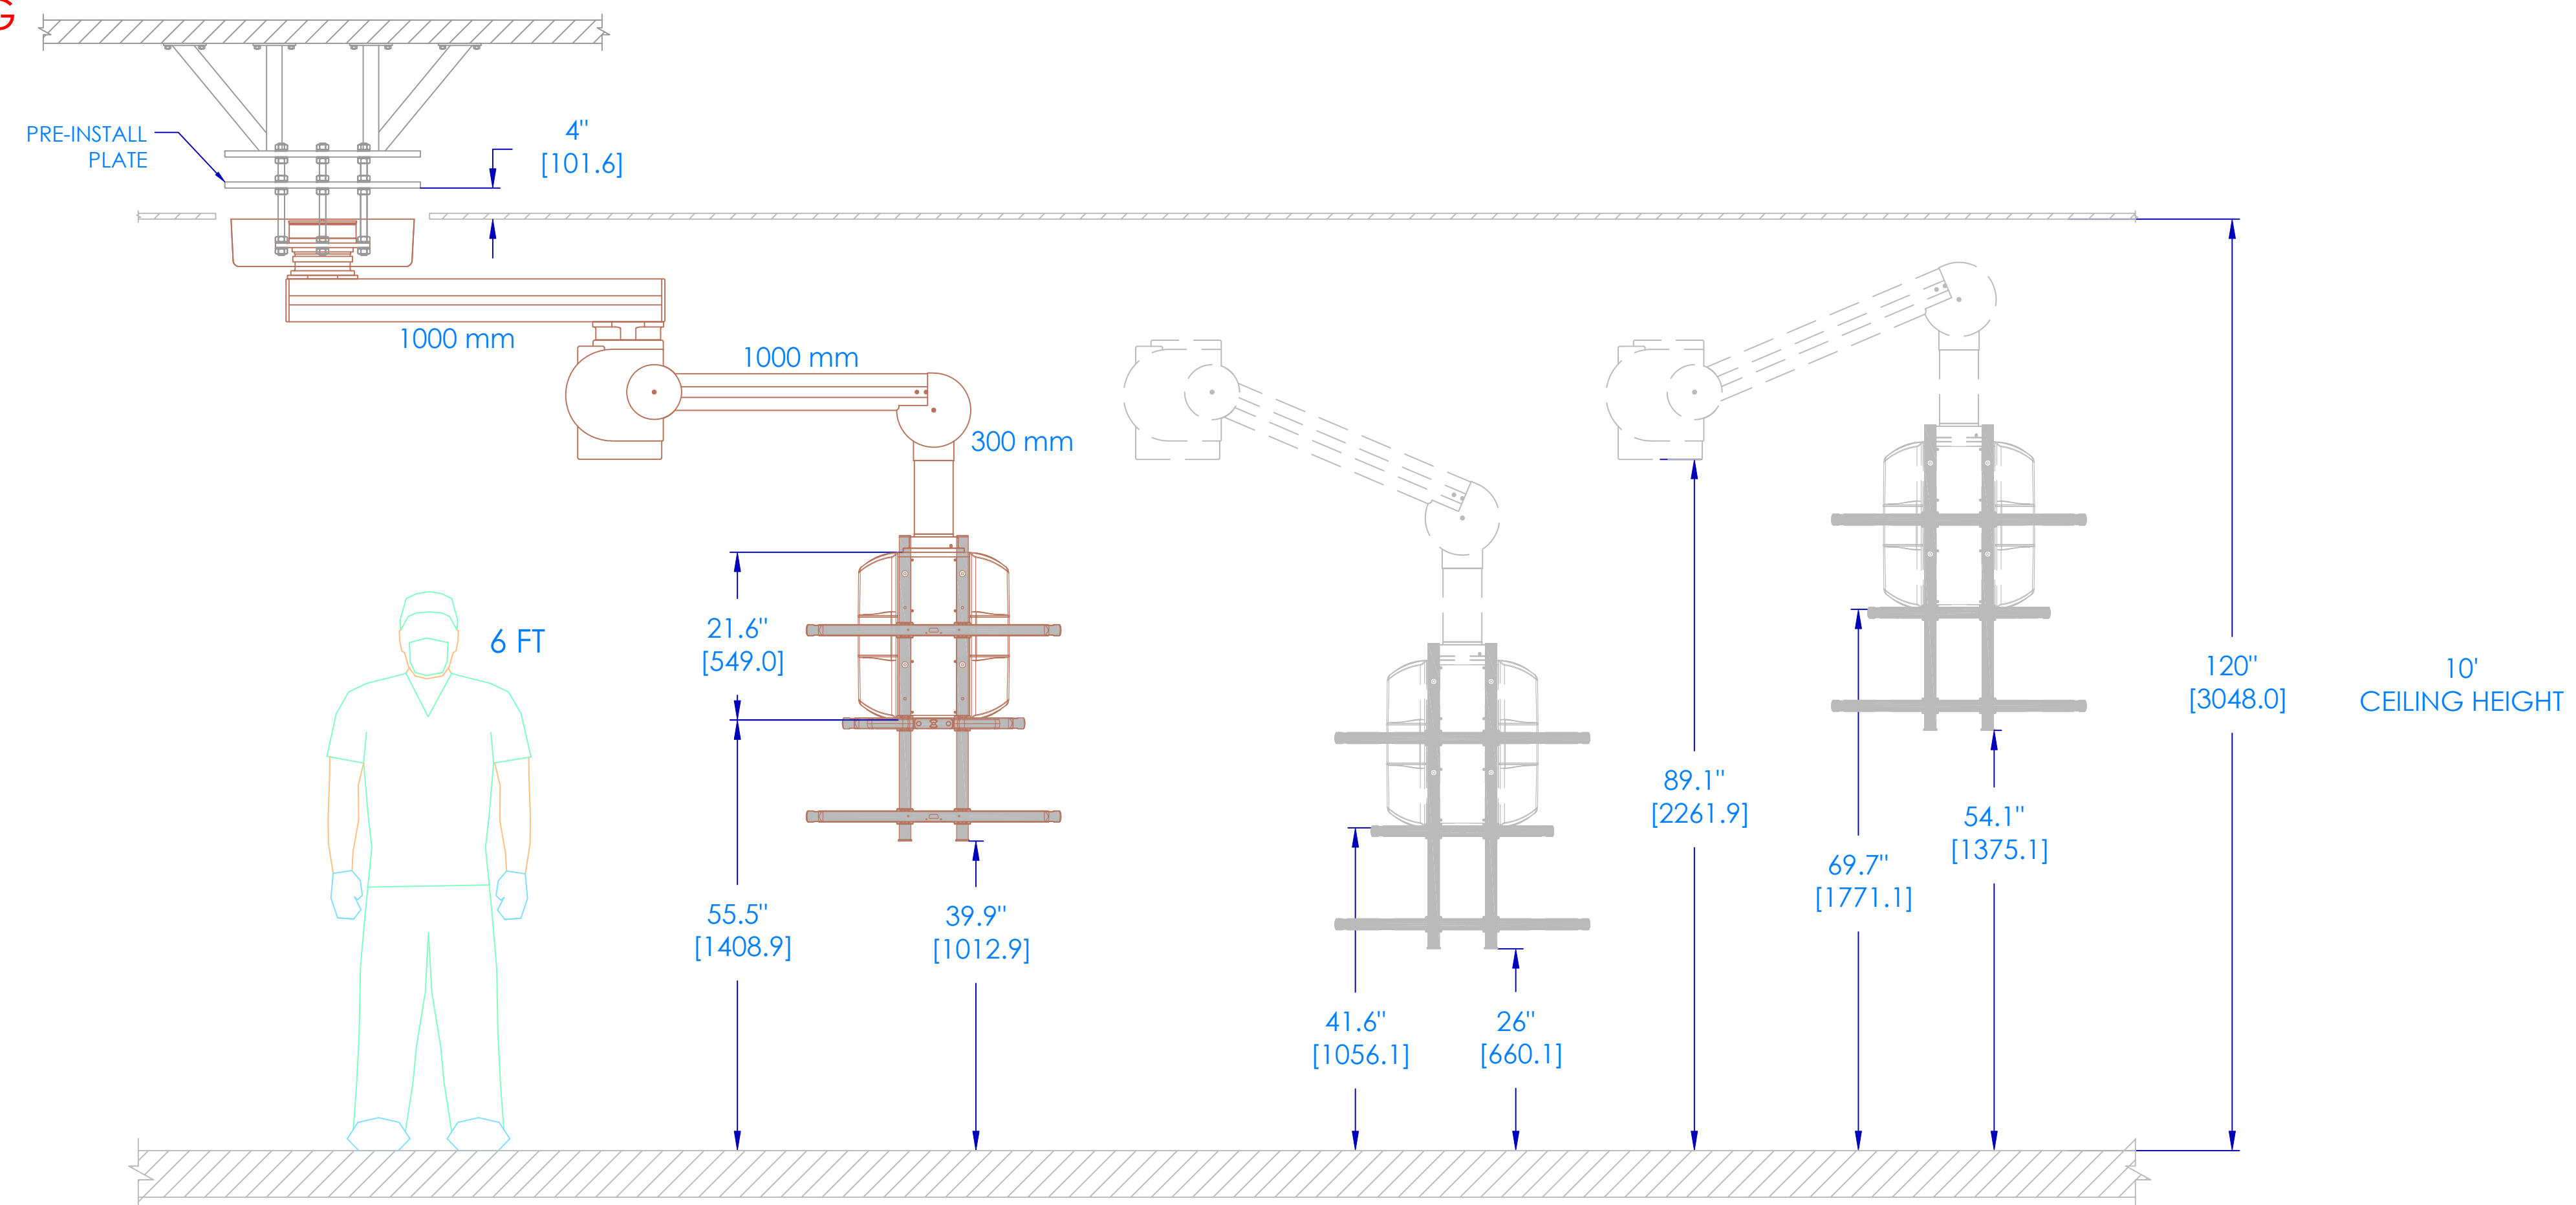 G
PRE-INSTALL
PLATE
4"
[101.6]
1000 mm
1000 mm
300 mm
6 FT
21.6"
[549.0]
55.5"
[1408.9]
39.9"
[1012.9]
41.6"
[1056.1]
26"
[660.1]
89.1"
[2261.9]
69.7"
[1771.1]
54.1"
[1375.1]
120"
[3048.0]
10'
CEILING HEIGHT